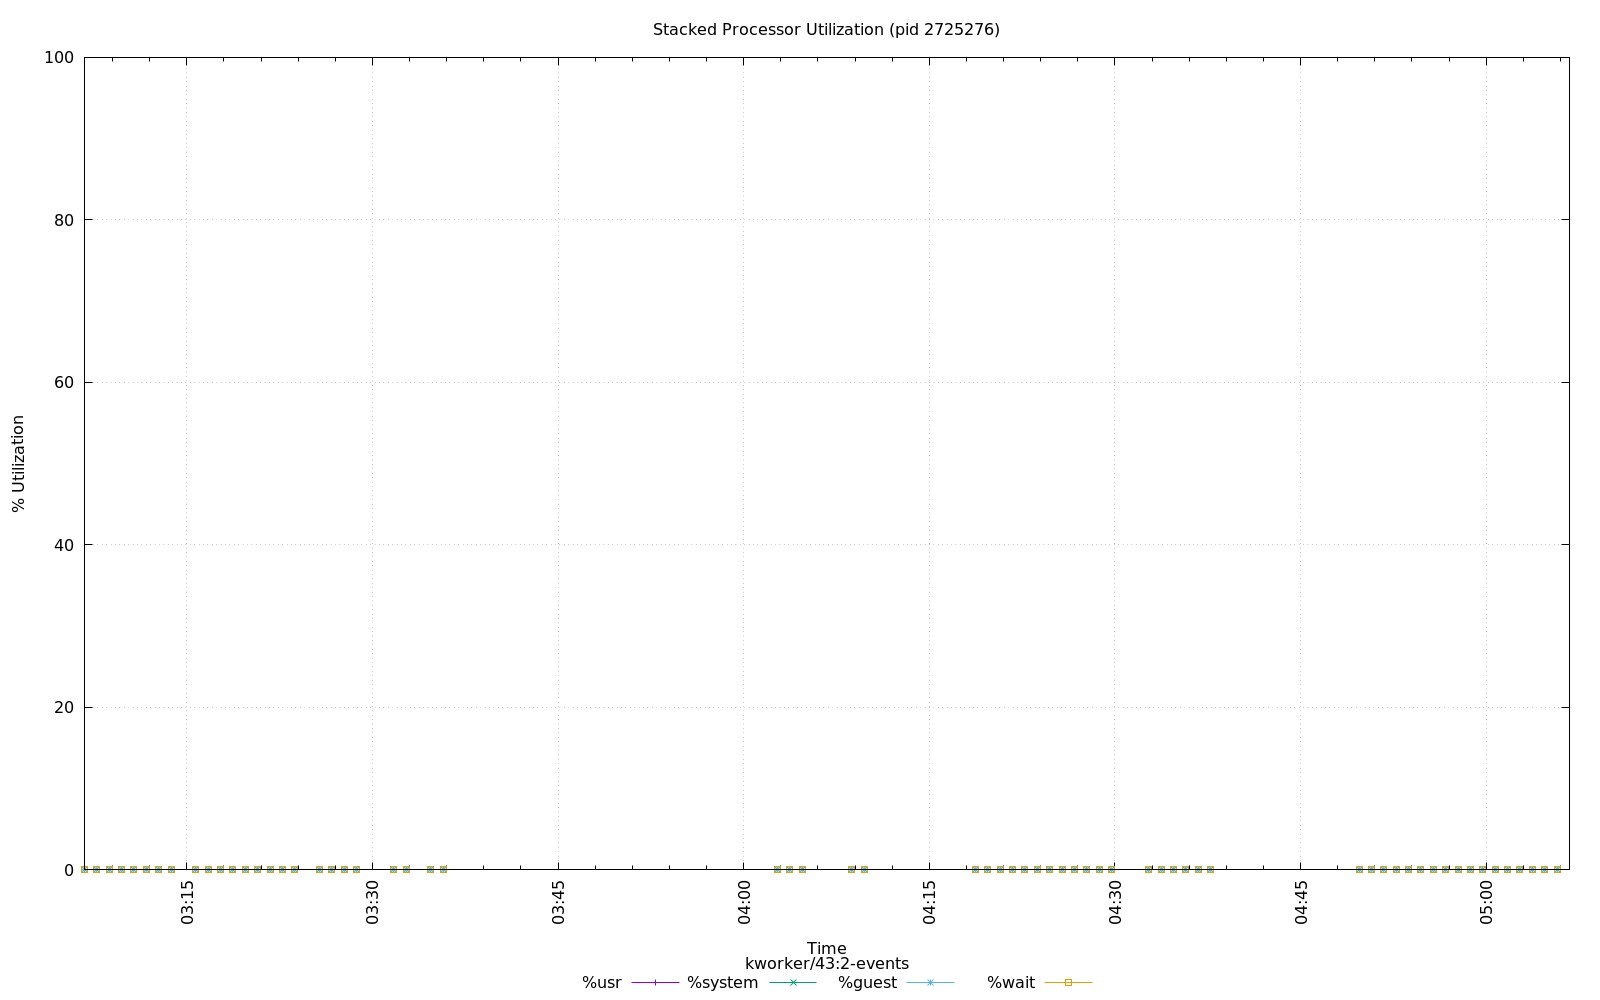 Stacked Processor Utilization (pid 2725276)
100
80
60
40
20
0
% Utilization
03:15
03:30
03:45
04:00
04:15
04:30
04:45
05:00
Time
kworker/43:2-events
%usr %system %guest %wait